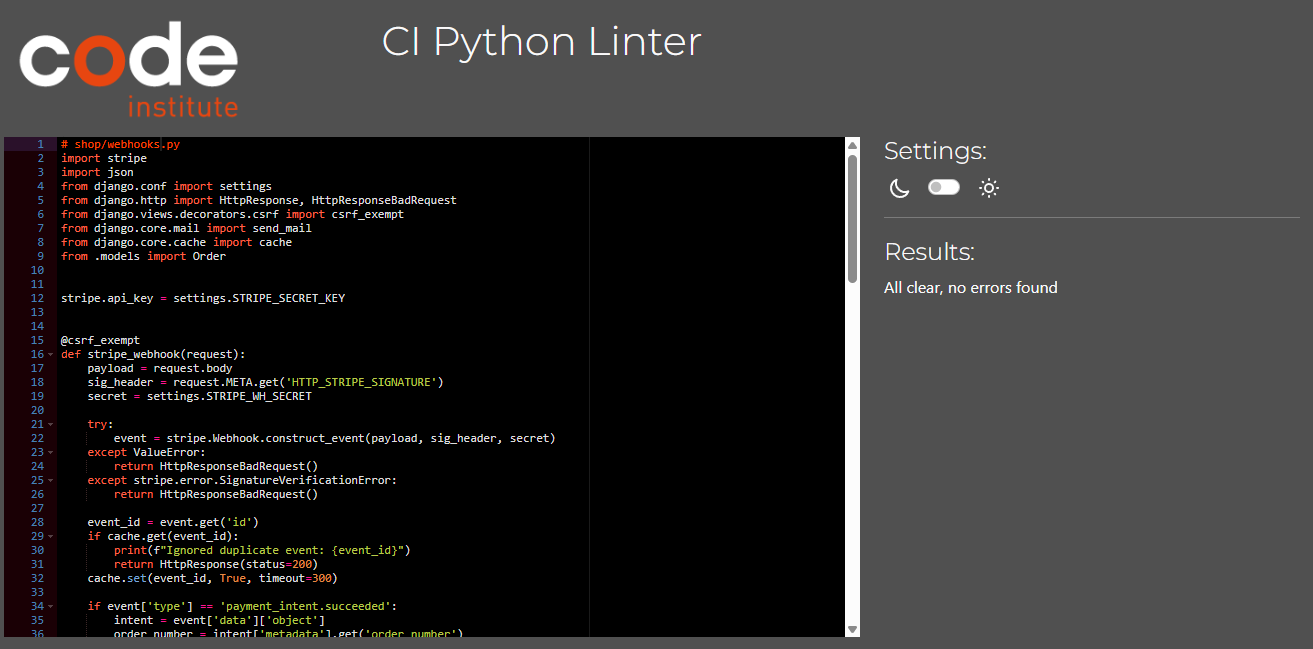 code
institute
CI Python Linter
1 # shop/webhooks.py
2 import stripe
3 import json
4 from django.conf import settings
5 from django.http import HttpResponse, HttpResponseBadRequest
6 from django.views.decorators.csrf import csrf_exempt
7 from django.core.mail import send_mail
8 from django.core.cache import cache
9 from .models import Order
10
11
12 stripe.api_key = settings.STRIPE_SECRET_KEY
13
14
15 @csrf_exempt
16 def stripe_webhook(request):
17     payload = request.body
18     sig_header = request.META.get('HTTP_STRIPE_SIGNATURE')
19     secret = settings.STRIPE_WH_SECRET
20
21     try:
22         event = stripe.Webhook.construct_event(payload, sig_header, secret)
23     except ValueError:
24         return HttpResponseBadRequest()
25     except stripe.error.SignatureVerificationError:
26         return HttpResponseBadRequest()
27
28     event_id = event.get('id')
29     if cache.get(event_id):
30         print(f"Ignored duplicate event: {event_id}")
31         return HttpResponse(status=200)
32     cache.set(event_id, True, timeout=300)
33
34     if event['type'] == 'payment_intent.succeeded':
35         intent = event['data']['object']
36         order_number = intent['metadata'].get('order_number')
Settings:
Results:
All clear, no errors found